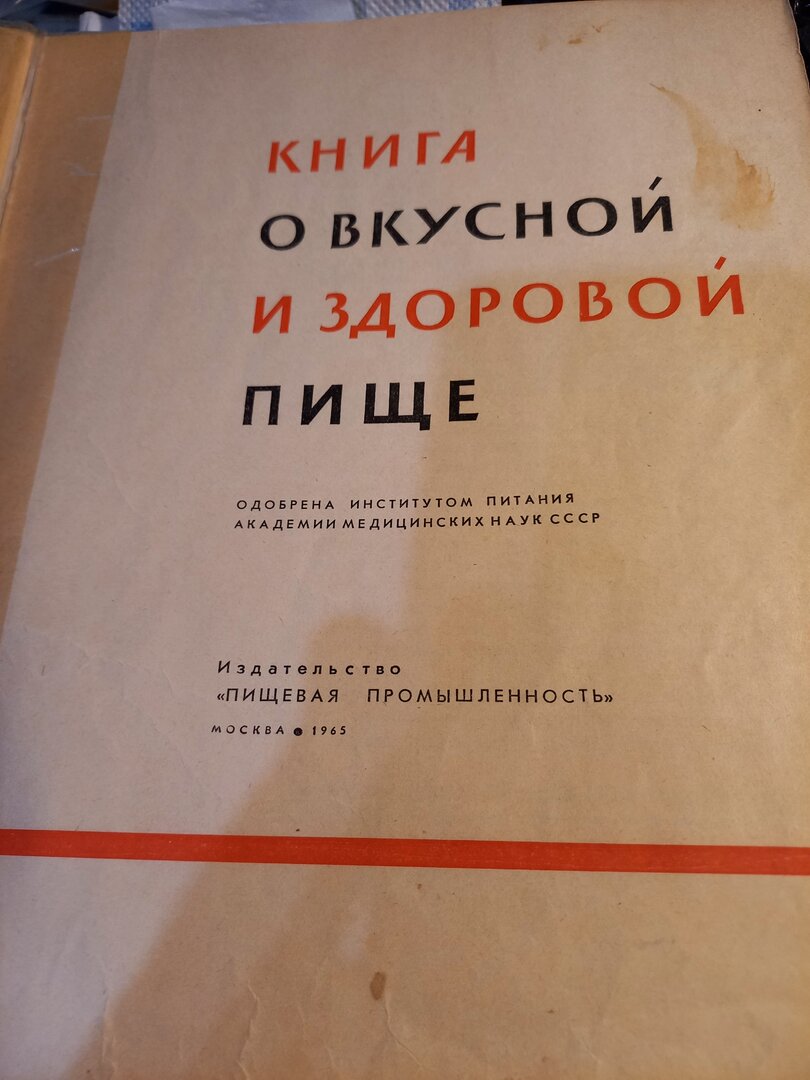 КНИГА
О ВКУСНОЙ
И ЗДОРОВОЙ
ПИЩЕ
ОДОБРЕНА ИНСТИТУТОМ ПИТАНИЯ
АКАДЕМИИ МЕДИЦИНСКИХ НАУК СССР
Издательство
«ПИЩЕВАЯ ПРОМЫШЛЕННОСТЬ»
МОСКВА • 1965